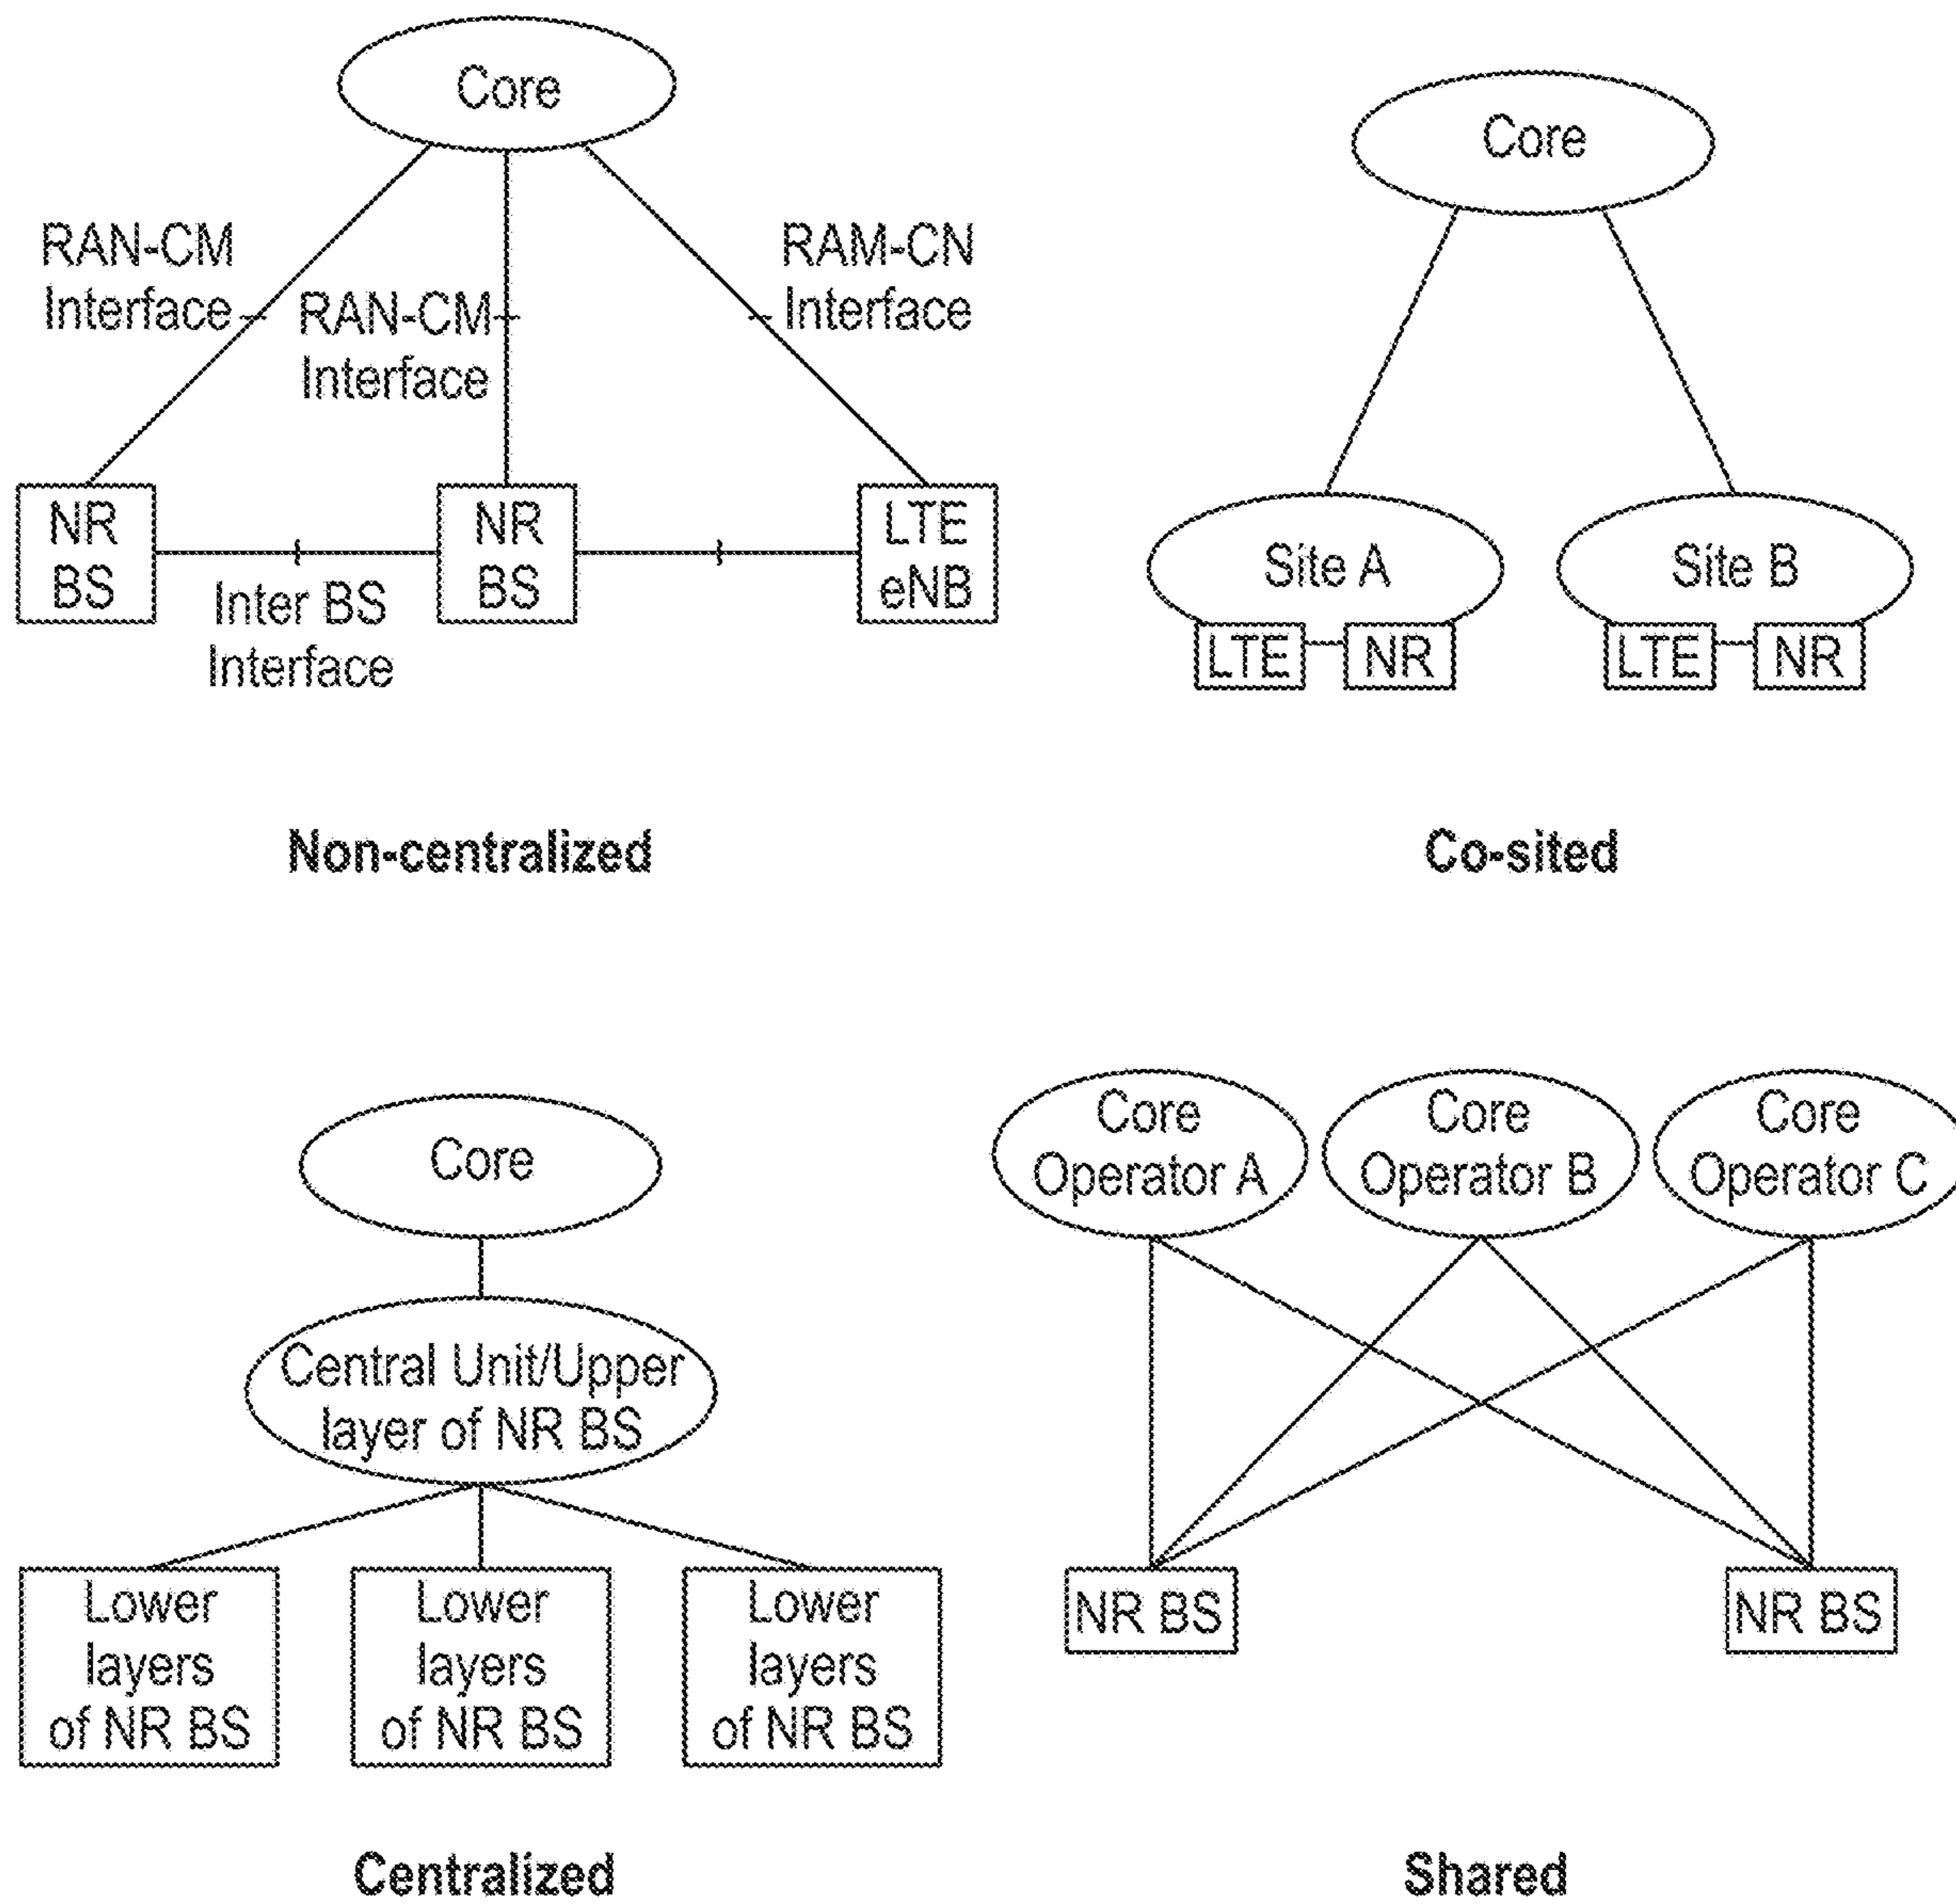 Core
RAN-CM
Interface
RAN-CM
Interface
RAM-CN
Interface
NR
BS
Inter BS
Interface
NR
BS
LTE
eNB
Non-centralized
Core
Site A
LTE
NR
Site B
LTE
NR
Co-sited
Core
Central Unit/Upper
layer of NR BS
Lower
layers
of NR BS
Lower
layers
of NR BS
Lower
layers
of NR BS
Centralized
Core
Operator A
Core
Operator B
Core
Operator C
NR BS
NR BS
Shared